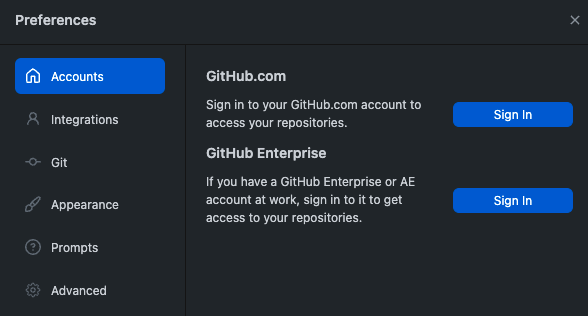 Preferences
Accounts
Integrations
Git
Appearance
Prompts
Advanced
GitHub.com
Sign in to your GitHub.com account to
access your repositories.
Sign In
GitHub Enterprise
If you have a GitHub Enterprise or AE
account at work, sign in to it to get
access to your repositories.
Sign In